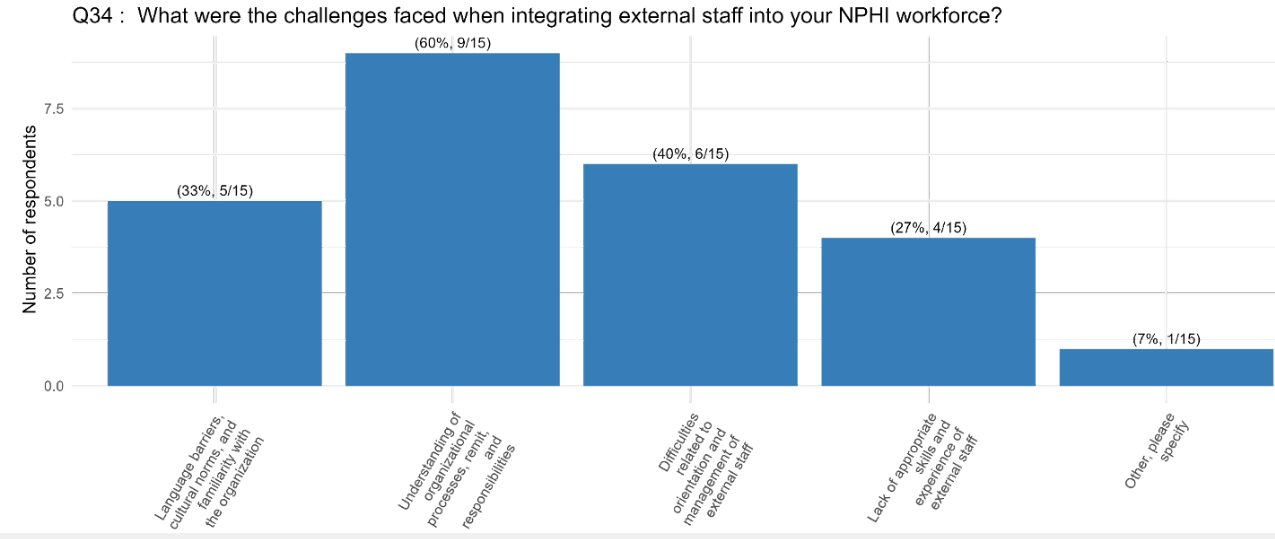 Q34 :  What were the challenges faced when integrating external staff into your NPHI workforce?
(60%, 9/15)
(40%, 6/15)
(33%, 5/15)
(27%, 4/15)
(7%, 1/15)
Number of respondents
7.5
5.0
2.5
0.0
Language barriers,
cultural norms, and
familiarity with
the organization
Understanding of
organizational
processes, remit,
and
responsibilities
Difficulties
related to
orientation and
management of
external staff
Lack of appropriate
skills and
experience of
external staff
Other, please
specify